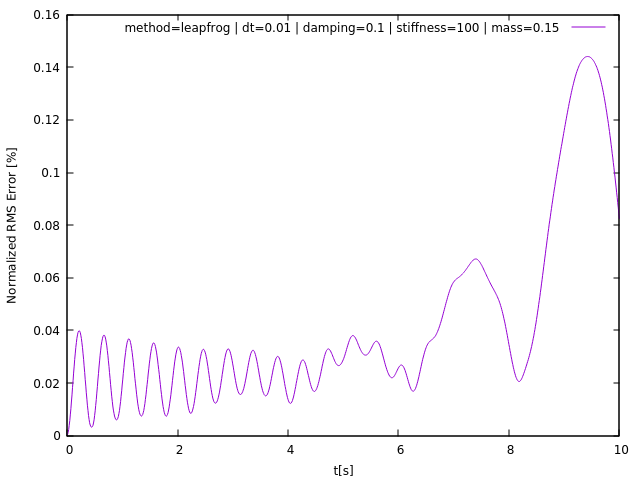 0.16
method=leapfrog | dt=0.01 | damping=0.1 | stiffness=100 | mass=0.15
0.14
0.12
0.1
0.08
0.06
0.04
0.02
0
Normalized RMS Error [%]
0 2 4 6 8 10
t[s]